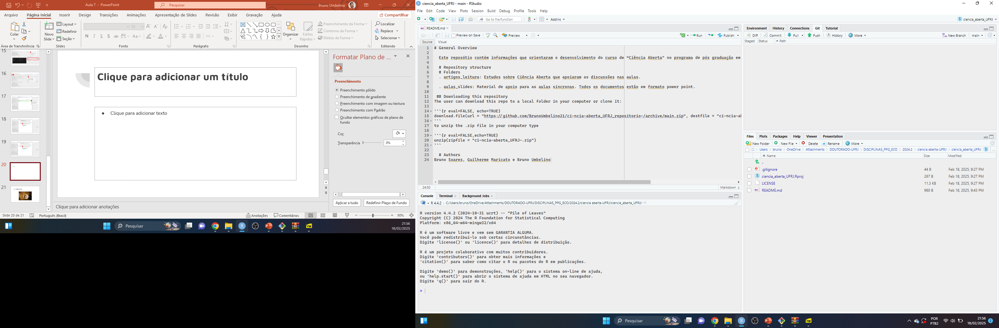 Aula 7 - PowerPoint
Pesquisar
Bruno Umbelino
Arquivo Página Inicial Inserir Design Transições Animações Apresentação de Slides Revisão Exibir Gravação Ajuda
Compartilhar
Colar
Novo Slide
Layout
Redefinir
Seção
12
N I S S ab AV Aa A
Organizar
Estilos Rápidos
Preenchimento da Forma
Contorno da Forma
Efeitos de Forma
Localizar
Replace
Selecionar
Área de Transferência Slides Fonte Parágrafo Desenho Editando
15
16
17
18
19
20
21
Clique para adicionar um título
● Clique para adicionar texto
Formatar Plano de ...
Preenchimento
Preenchimento sólido
Preenchimento de gradiente
Preenchimento com imagem ou textura
Preenchimento com Padrão
Ocultar elementos gráficos de plano de
fundo
Cor
Transparência 0%
Aplicar a tudo Redefinir Plano de Fundo
Clique para adicionar anotações
Slide 20 de 21 Português (Brasil) Anotações Comentários 90%
Pesquisar
21:56
18/02/2025
ciencia_aberta_UFRJ - main - RStudio
File Edit Code View Plots Session Build Debug Profile Tools Help
Go to file/function Addins ciencia_aberta_UFRJ
README.md
Preview on Save Preview Run Publish
Source Visual
1 # General Overview
2
3 Este reposótio contém informações que orientaram o desenvolvimento do curso de “Ciência Aberta" no programa de pós graduação em
4
5 # Repository structure
6 # Folders
7 . artigos_leitura: Estudos sobre Ciência Aberta que apoiaram as discussões nas aulas.
8
9 . aulas_slides: Material de apoio para as aulas síncronas. Todos os documentos estão em formato power point.
10
11 ## Downloading this repository
12 The user can download this repo to a local folder in your computer or clone it:
13
14 ```{r eval=FALSE, echo=TRUE}
15 download.file(url = "https://github.com/BrunoUmbelino21/ci-ncia-aberta_UFRJ_repositorio-/archive/main.zip", destfile = "ci-ncia-a
16 ```
17 to unzip the .zip file in your computer type
18
19 ```{r eval=FALSE,echo=TRUE}
20 unzip(zipfile = "ci-ncia-aberta_UFRJ-.zip")
21 ```
22
23 # Authors
24 Bruno Soares, Guilherme Maricato e Bruno Umbelino
24:50 Markdown
Console Terminal Background Jobs
R 4.4.2 · C:/Users/bruno/OneDrive/Attachments/DOUTORADO-UFRJ/DISCIPLINAS_PPG_ECO/2024.2/ciencia aberta-UFRJ/ciencia_aberta_UFRJ/
R version 4.4.2 (2024-10-31 ucrt) -- "Pile of Leaves"
Copyright (C) 2024 The R Foundation for Statistical Computing
Platform: x86_64-w64-mingw32/x64
R é um software livre e vem sem GARANTIA ALGUMA.
Você pode redistribuí-lo sob certas circunstâncias.
Digite 'license()' ou 'licence()' para detalhes de distribuição.
R é um projeto colaborativo com muitos contribuidores.
Digite 'contributors()' para obter mais informações e
'citation()' para saber como citar o R ou pacotes do R em publicações.
Digite 'demo()' para demonstrações, 'help()' para o sistema on-line de ajuda,
ou 'help.start()' para abrir o sistema de ajuda em HTML no seu navegador.
Digite 'q()' para sair do R.
>
Environment History Connections Git Tutorial
Diff Commit Pull Push History More New Branch main
Staged Status Path
Files Plots Packages Help Viewer Presentation
New Folder New File Delete Rename More
C: Users bruno OneDrive Attachments DOUTORADO-UFRJ DISCIPLINAS_PPG_ECO 2024.2 ciencia aberta-UFRJ ciencia_aberta_UFRJ ...
Name Size Modified
..
.gitignore 44 B Feb 18, 2025, 9:27 PM
ciencia_aberta_UFRJ.Rproj 267 B Feb 18, 2025, 9:27 PM
LICENSE 11.3 KB Feb 18, 2025, 9:27 PM
README.md 960 B Feb 18, 2025, 9:43 PM
Pesquisar
POR
PTB2
21:56
18/02/2025
2